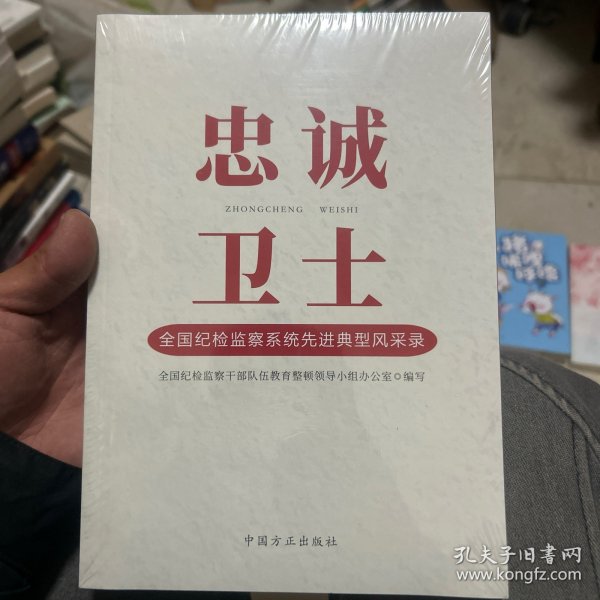 忠诚
ZHONGCHENG WEISHI
卫士
全国纪检监察系统先进典型风采录
全国纪检监察干部队伍教育整顿领导小组办公室◎编写
中国方正出版社
孔夫子旧书网
www.kongfz.com